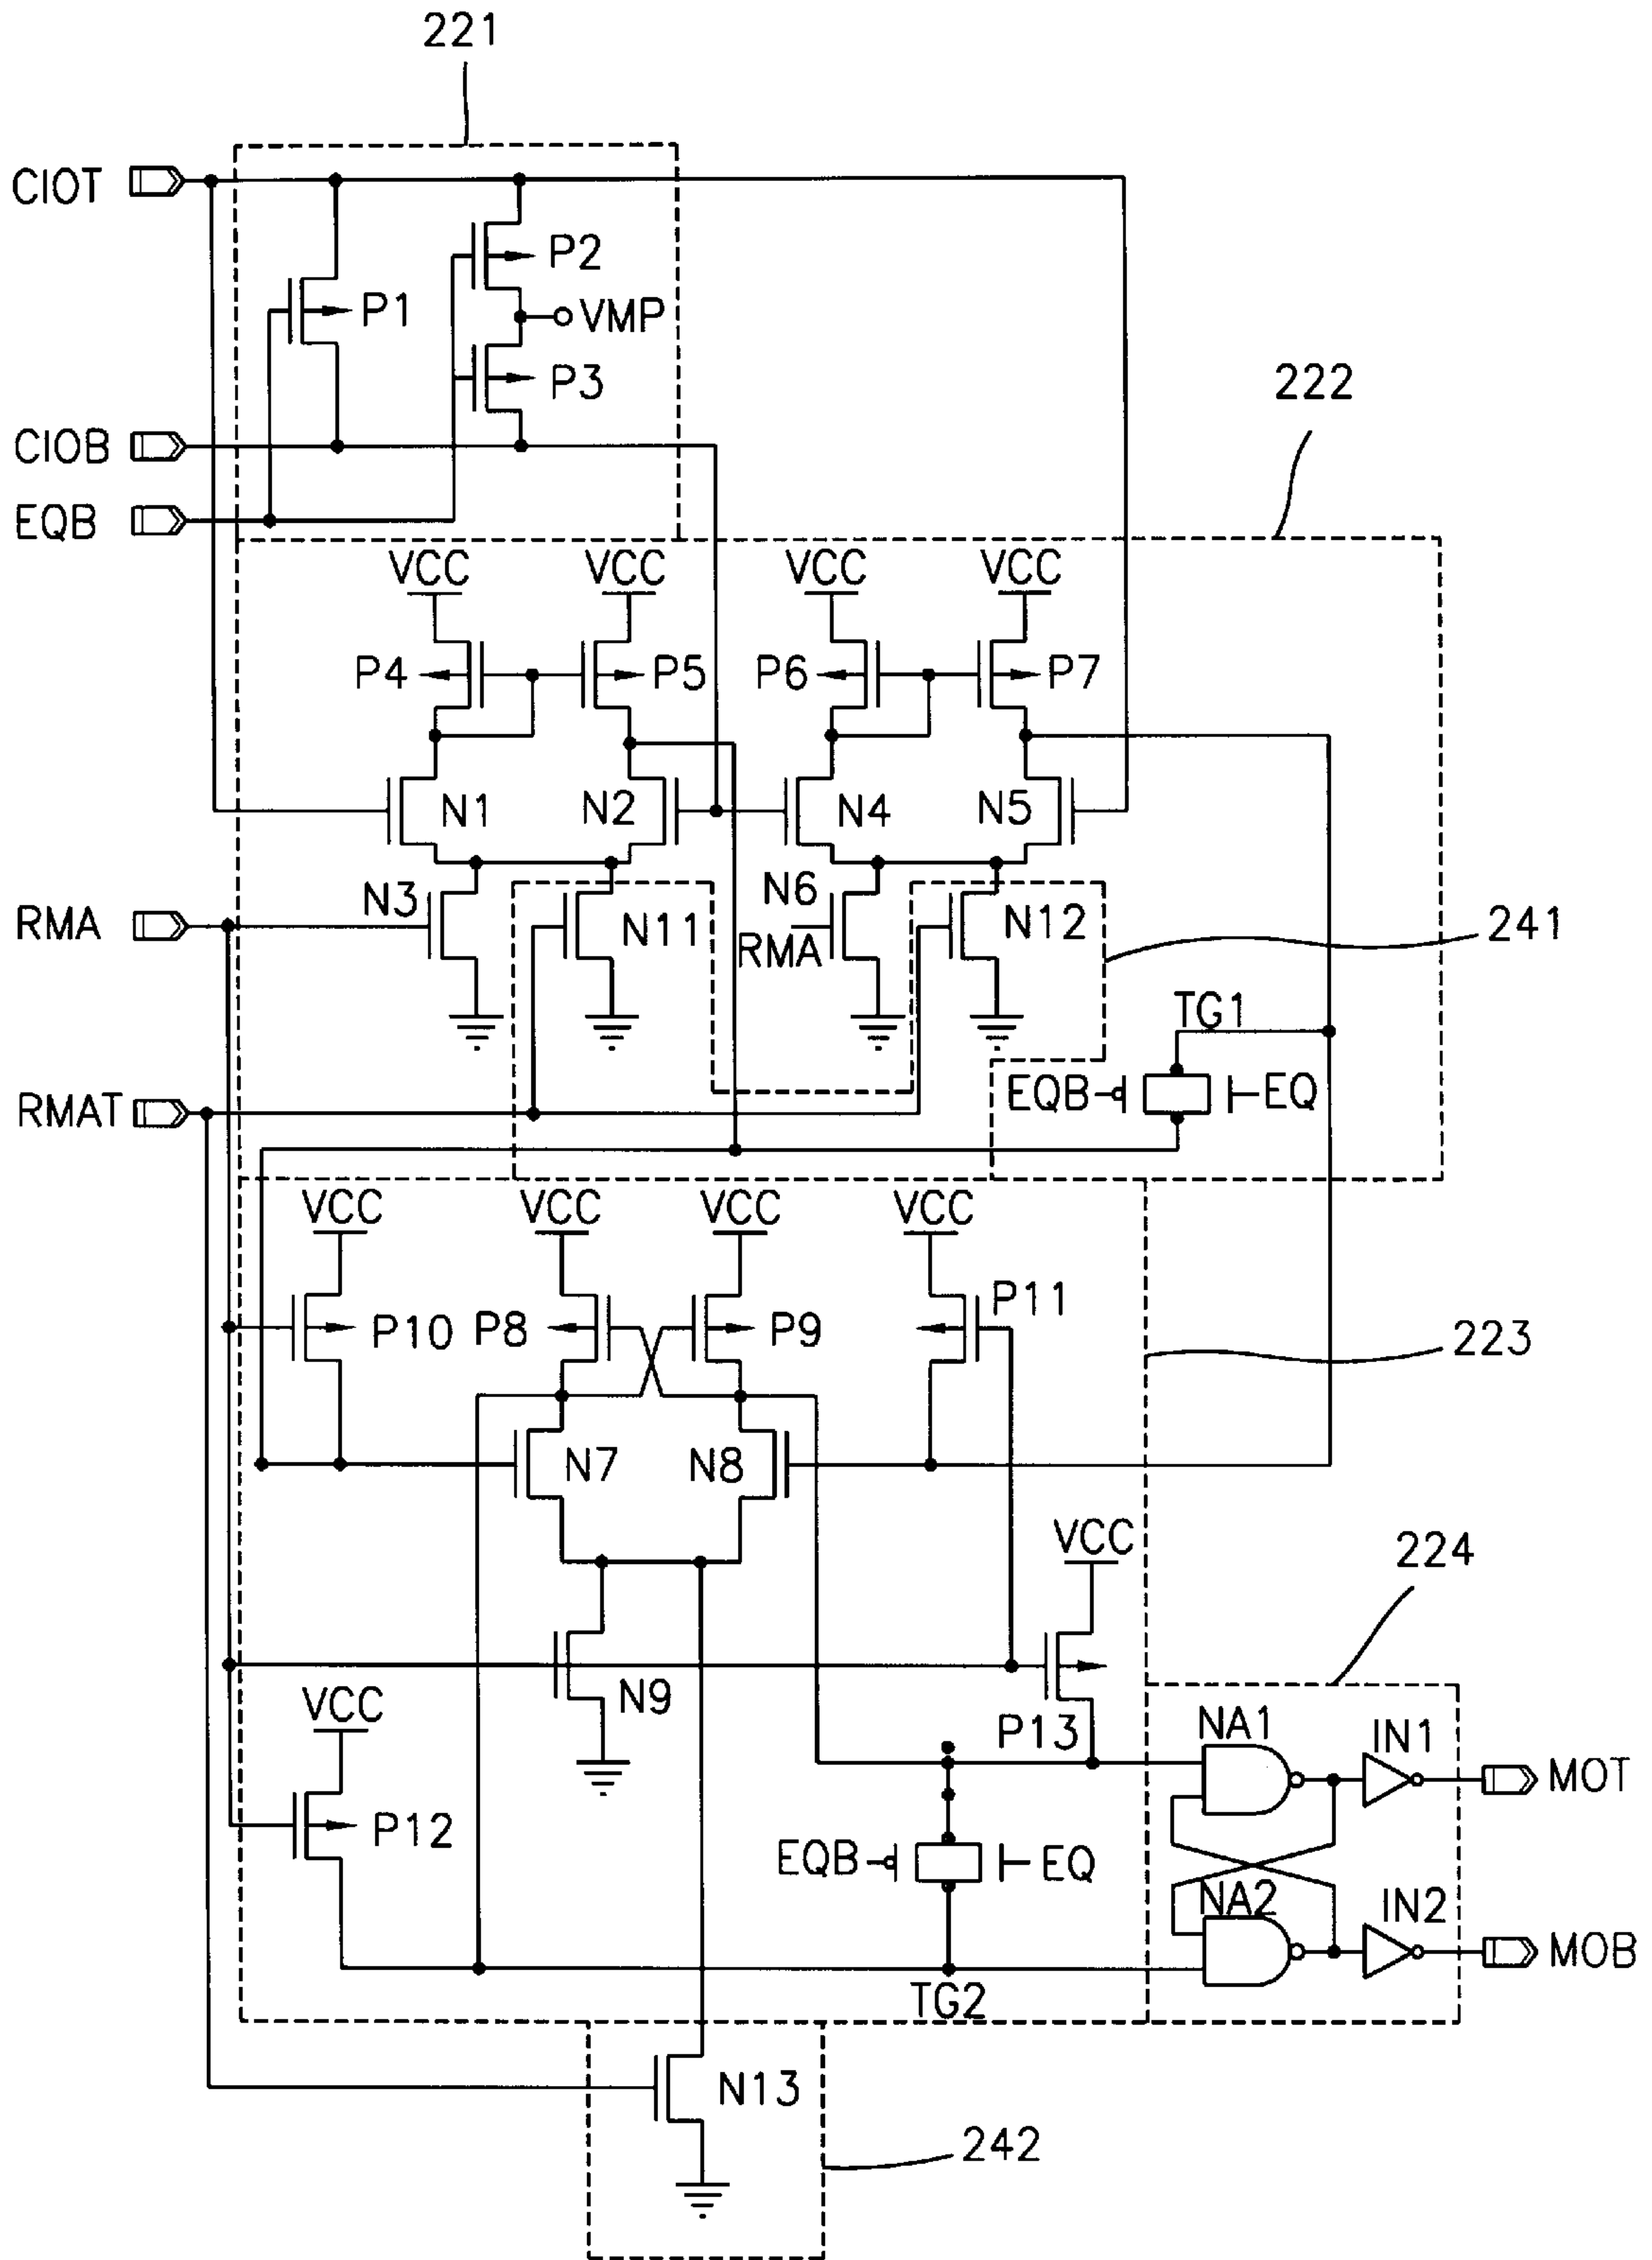 221
CIOT
P2
P1
VMP
P3
222
CIOB
EQB
VCC VCC VCC VCC
P4 P5 P6 P7
N1 N2 N4 N5
N3 N11 N6 N12
RMA RMA 241
TG1
EQB EQ
RMAT
VCC VCC VCC VCC
P11
P10 P8 P9 223
N7 N8
VCC
224
N9
VCC
P13 NA1 IN1
MOT
P12
EQB EQ
NA2 IN2
MOB
TG2
N13
242